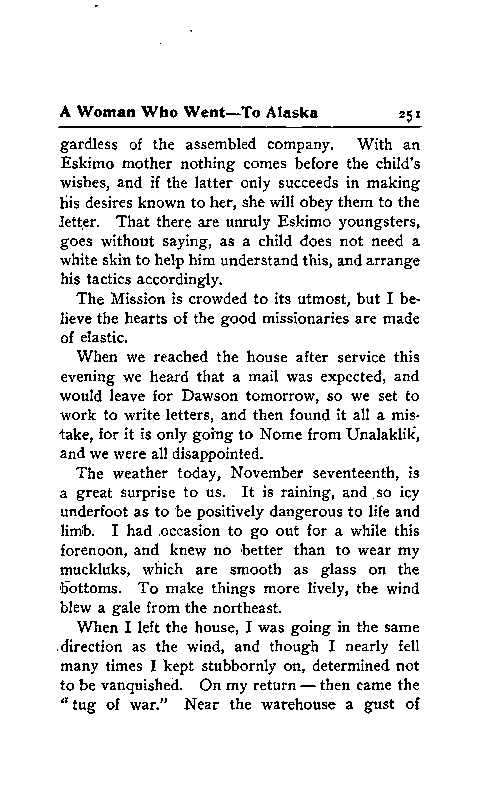 A Woman Who Went—To Alaska 251
gardless of the assembled company. With an
Eskimo mother nothing comes before the child's
wishes, and if the latter only succeeds in making
his desires known to her, she will obey them to the
letter. That there are unruly Eskimo youngsters,
goes without saying, as a child does not need a
white skin to help him understand this, and arrange
his tactics accordingly.
The Mission is crowded to its utmost, but I be-
lieve the hearts of the good missionaries are made
of elastic.
When we reached the house after service this
evening we heard that a mail was expected, and
would leave for Dawson tomorrow, so we set to
work to write letters, and then found it all a mis-
take, for it is only going to Nome from Unalaklik,
and we were all disappointed.
The weather today, November seventeenth, is
a great surprise to us. It is raining, and so icy
underfoot as to be positively dangerous to life and
limb. I had occasion to go out for a while this
forenoon, and knew no better than to wear my
muckluks, which are smooth as glass on the
bottoms. To make things more lively, the wind
blew a gale from the northeast.
When I left the house, I was going in the same
direction as the wind, and though I nearly fell
many times I kept stubbornly on, determined not
to be vanquished. On my return — then came the
"tug of war." Near the warehouse a gust of